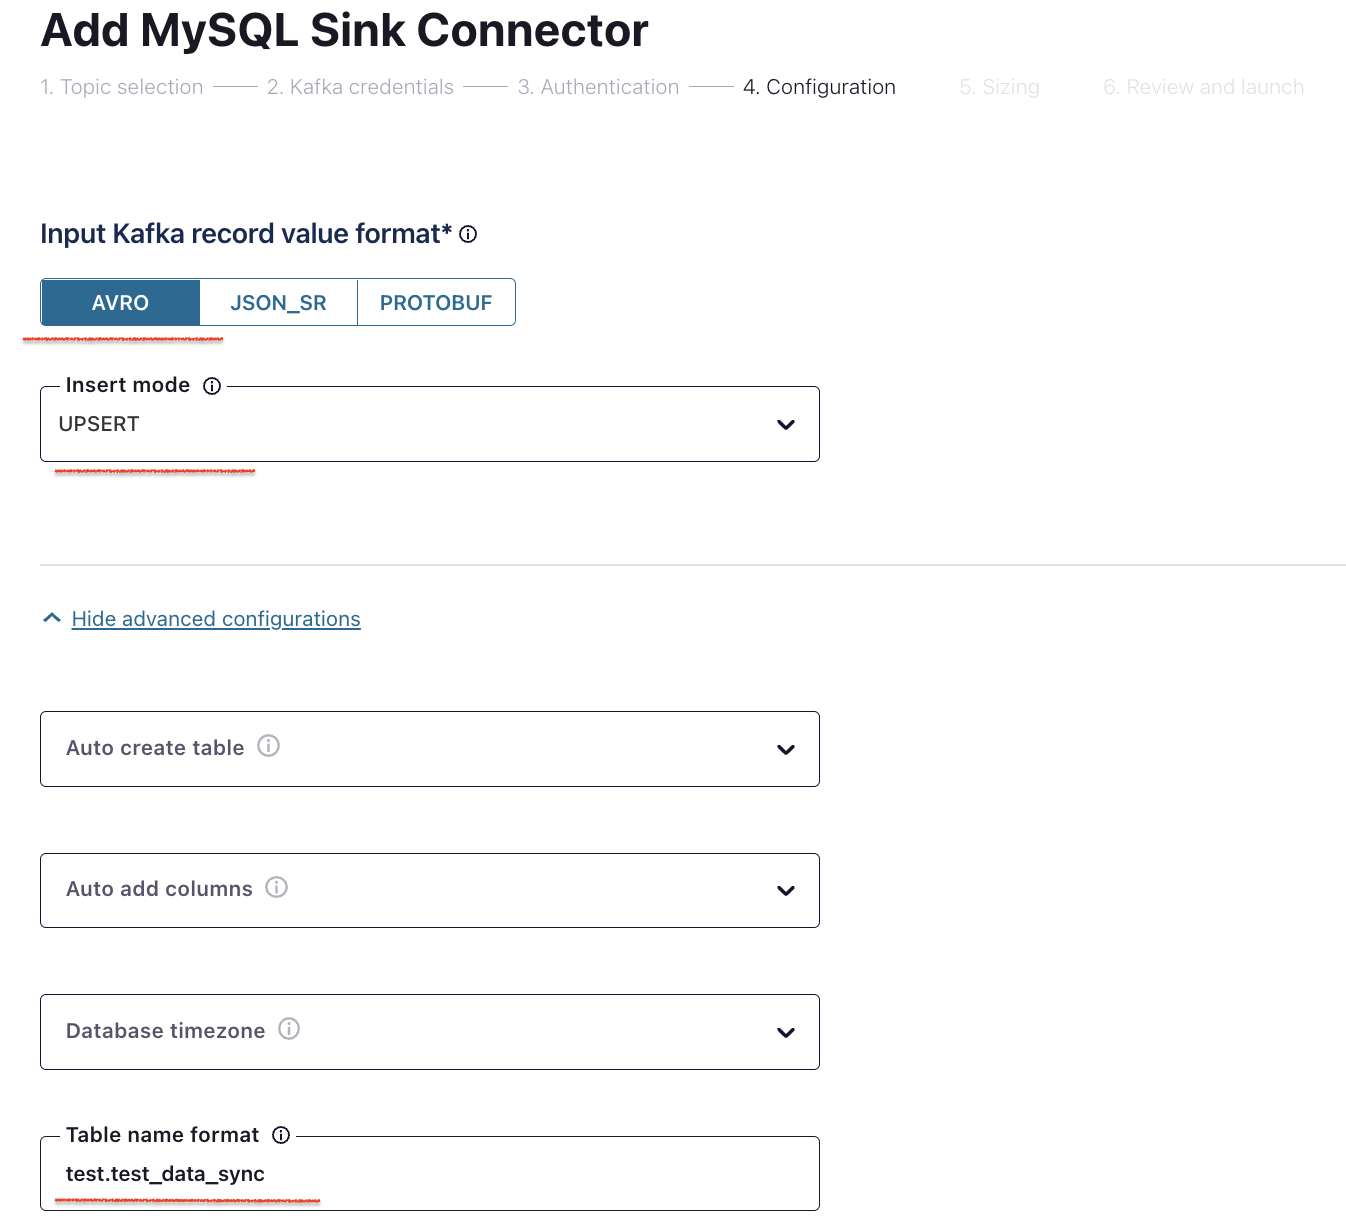 Add MySQL Sink Connector
1. Topic selection 2. Kafka credentials 3. Authentication 4. Configuration 5. Sizing 6. Review and launch
Input Kafka record value format*
AVRO JSON_SR PROTOBUF
Insert mode
UPSERT
Hide advanced configurations
Auto create table
Auto add columns
Database timezone
Table name format
test.test_data_sync